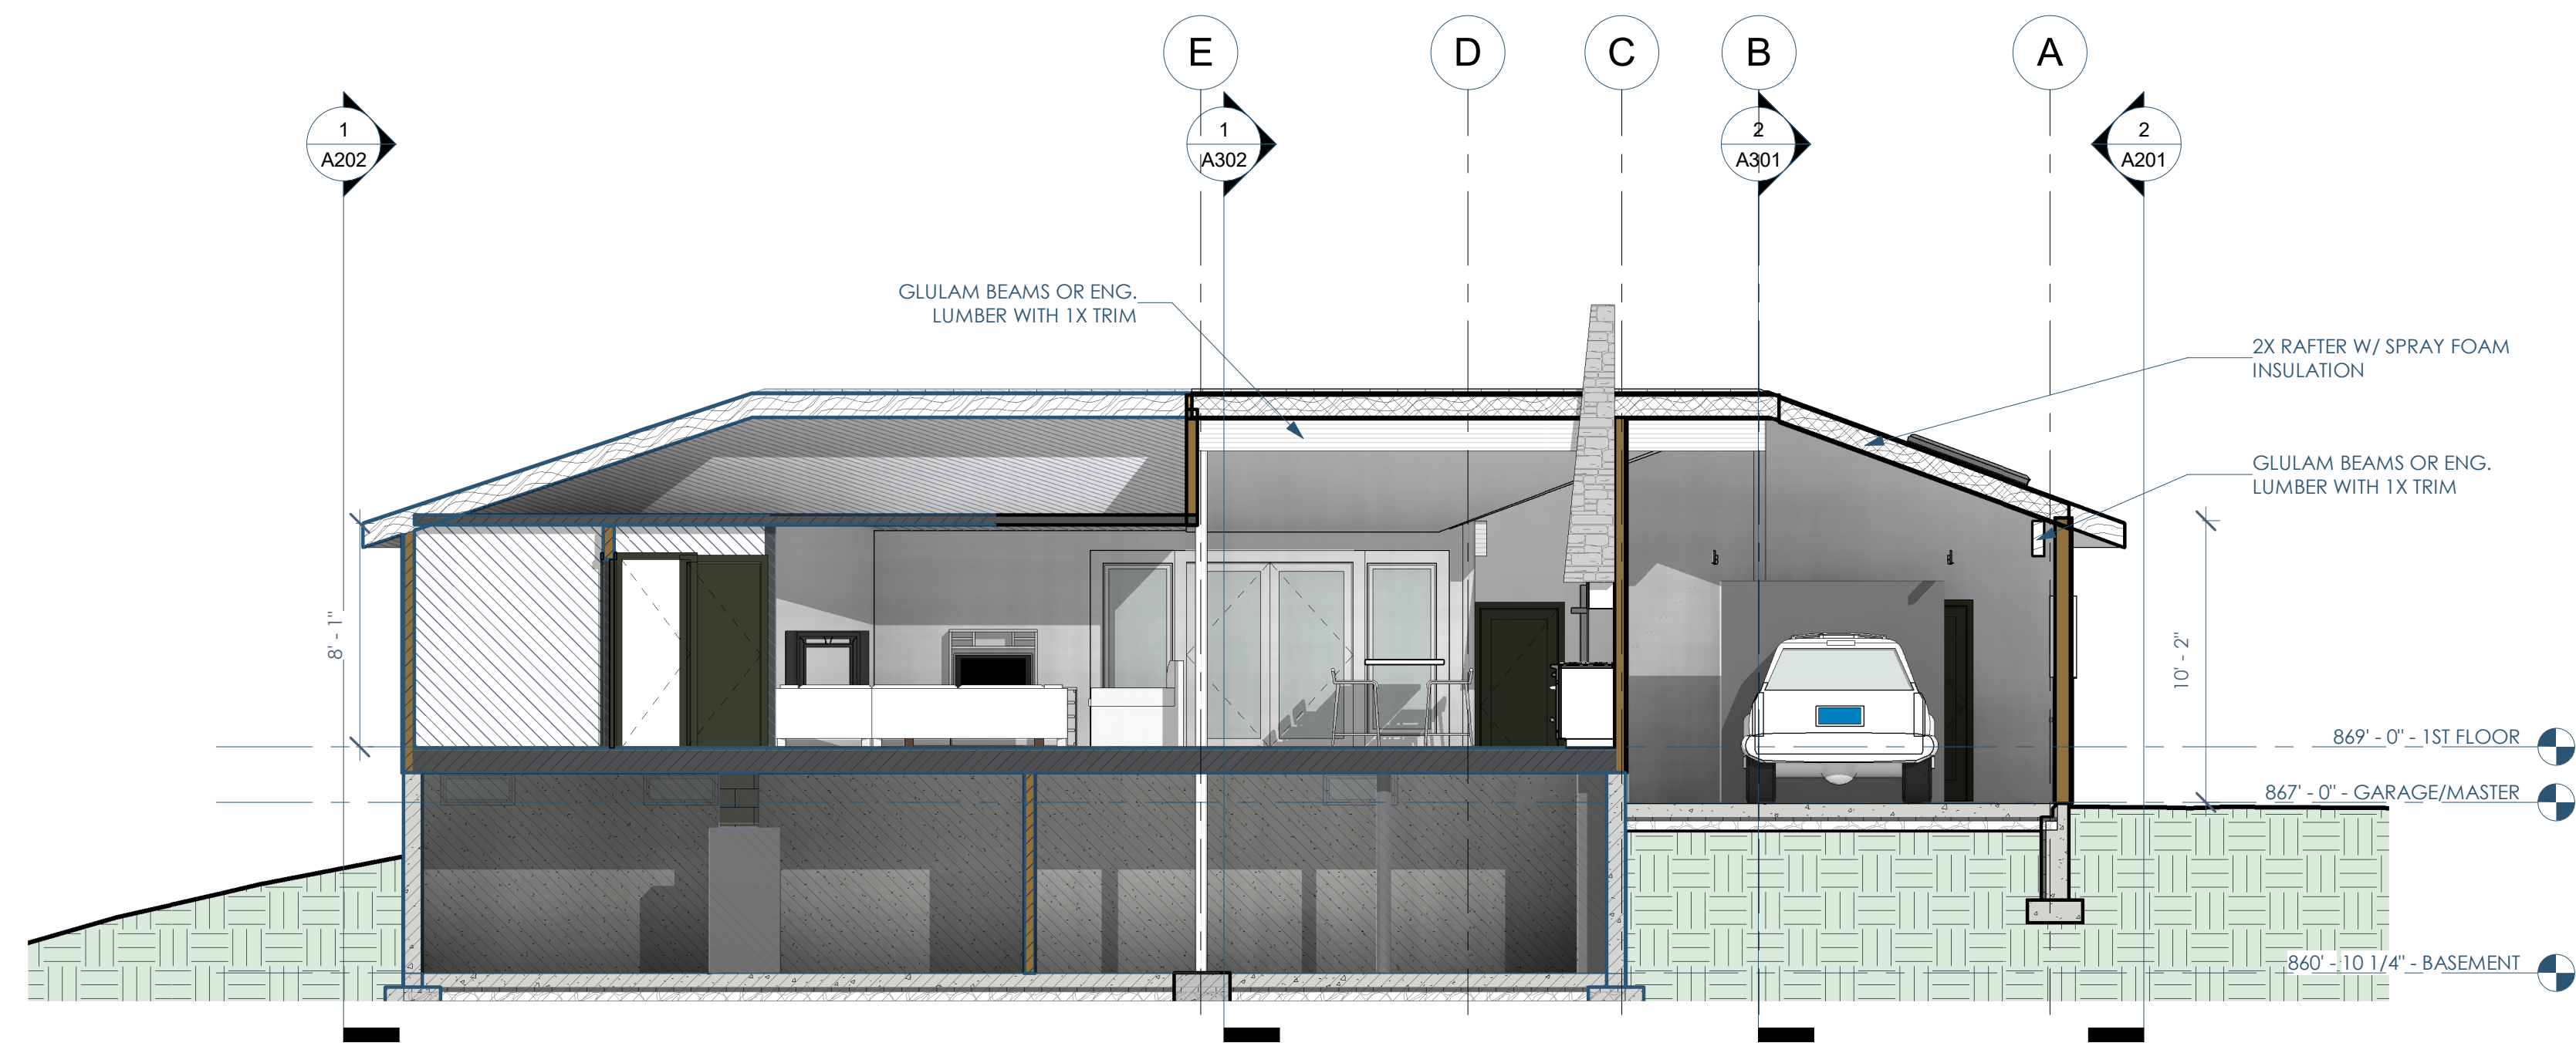 E
D
C
B
A
1
A202
1
A302
2
A301
2
A201
GLULAM BEAMS OR ENG.
LUMBER WITH 1X TRIM
2X RAFTER W/ SPRAY FOAM
INSULATION
GLULAM BEAMS OR ENG.
LUMBER WITH 1X TRIM
8' - 1"
10' - 2"
869' - 0" - 1ST FLOOR
867' - 0" - GARAGE/MASTER
860' - 10 1/4" - BASEMENT